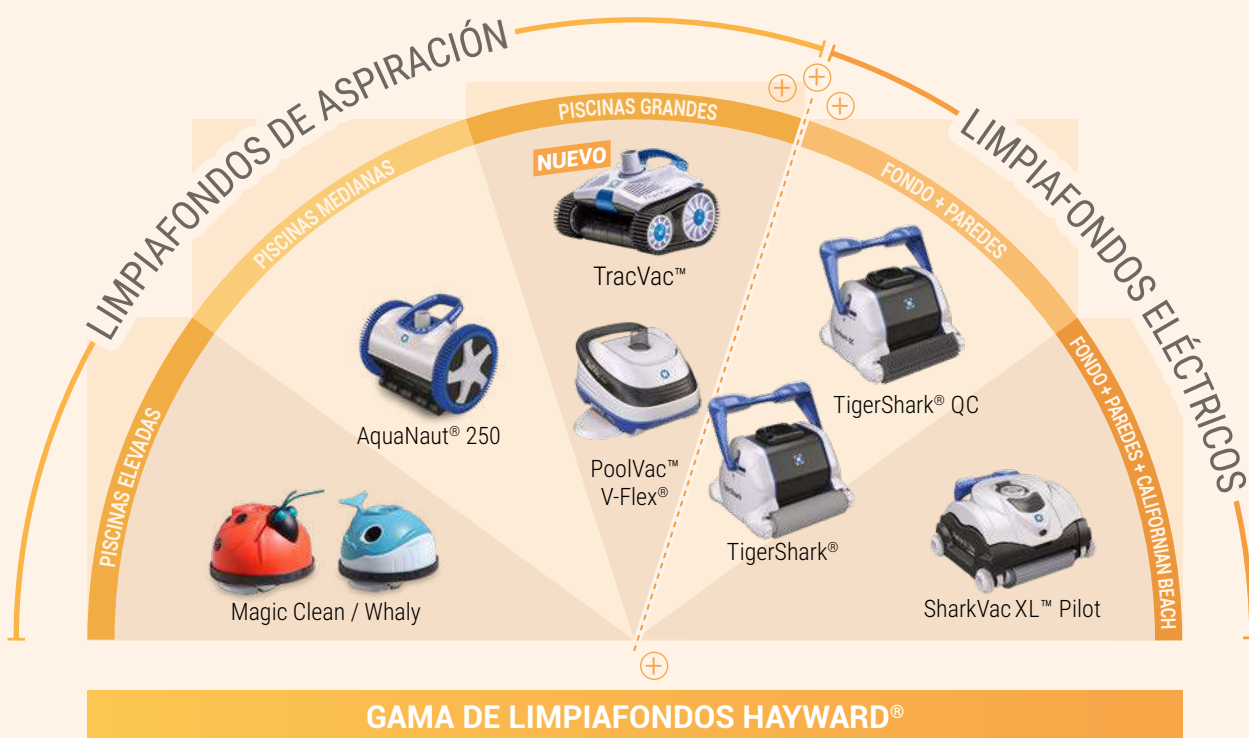 LIMPIAFONDOS DE ASPIRACIÓN
LIMPIAFONDOS ELÉCTRICOS
PISCINAS ELEVADAS
PISCINAS MEDIANAS
PISCINAS GRANDES
FONDO + PAREDES
FONDO + PAREDES + CALIFORNIAN BEACH
NUEVO
TracVac™
AquaNaut® 250
PoolVac™
V-Flex®
Magic Clean / Whaly
TigerShark® QC
TigerShark®
SharkVac XL™ Pilot
GAMA DE LIMPIAFONDOS HAYWARD®